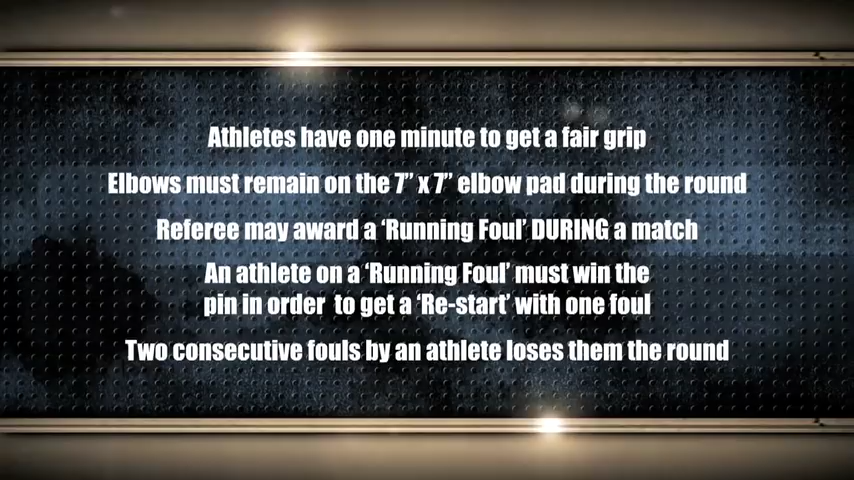 Athletes have one minute to get a fair grip
Elbows must remain on the 7” x 7” elbow pad during the round
Referee may award a ‘Running Foul’ DURING a match
An athlete on a ‘Running Foul’ must win the
pin in order to get a ‘Re-start’ with one foul
Two consecutive fouls by an athlete loses them the round